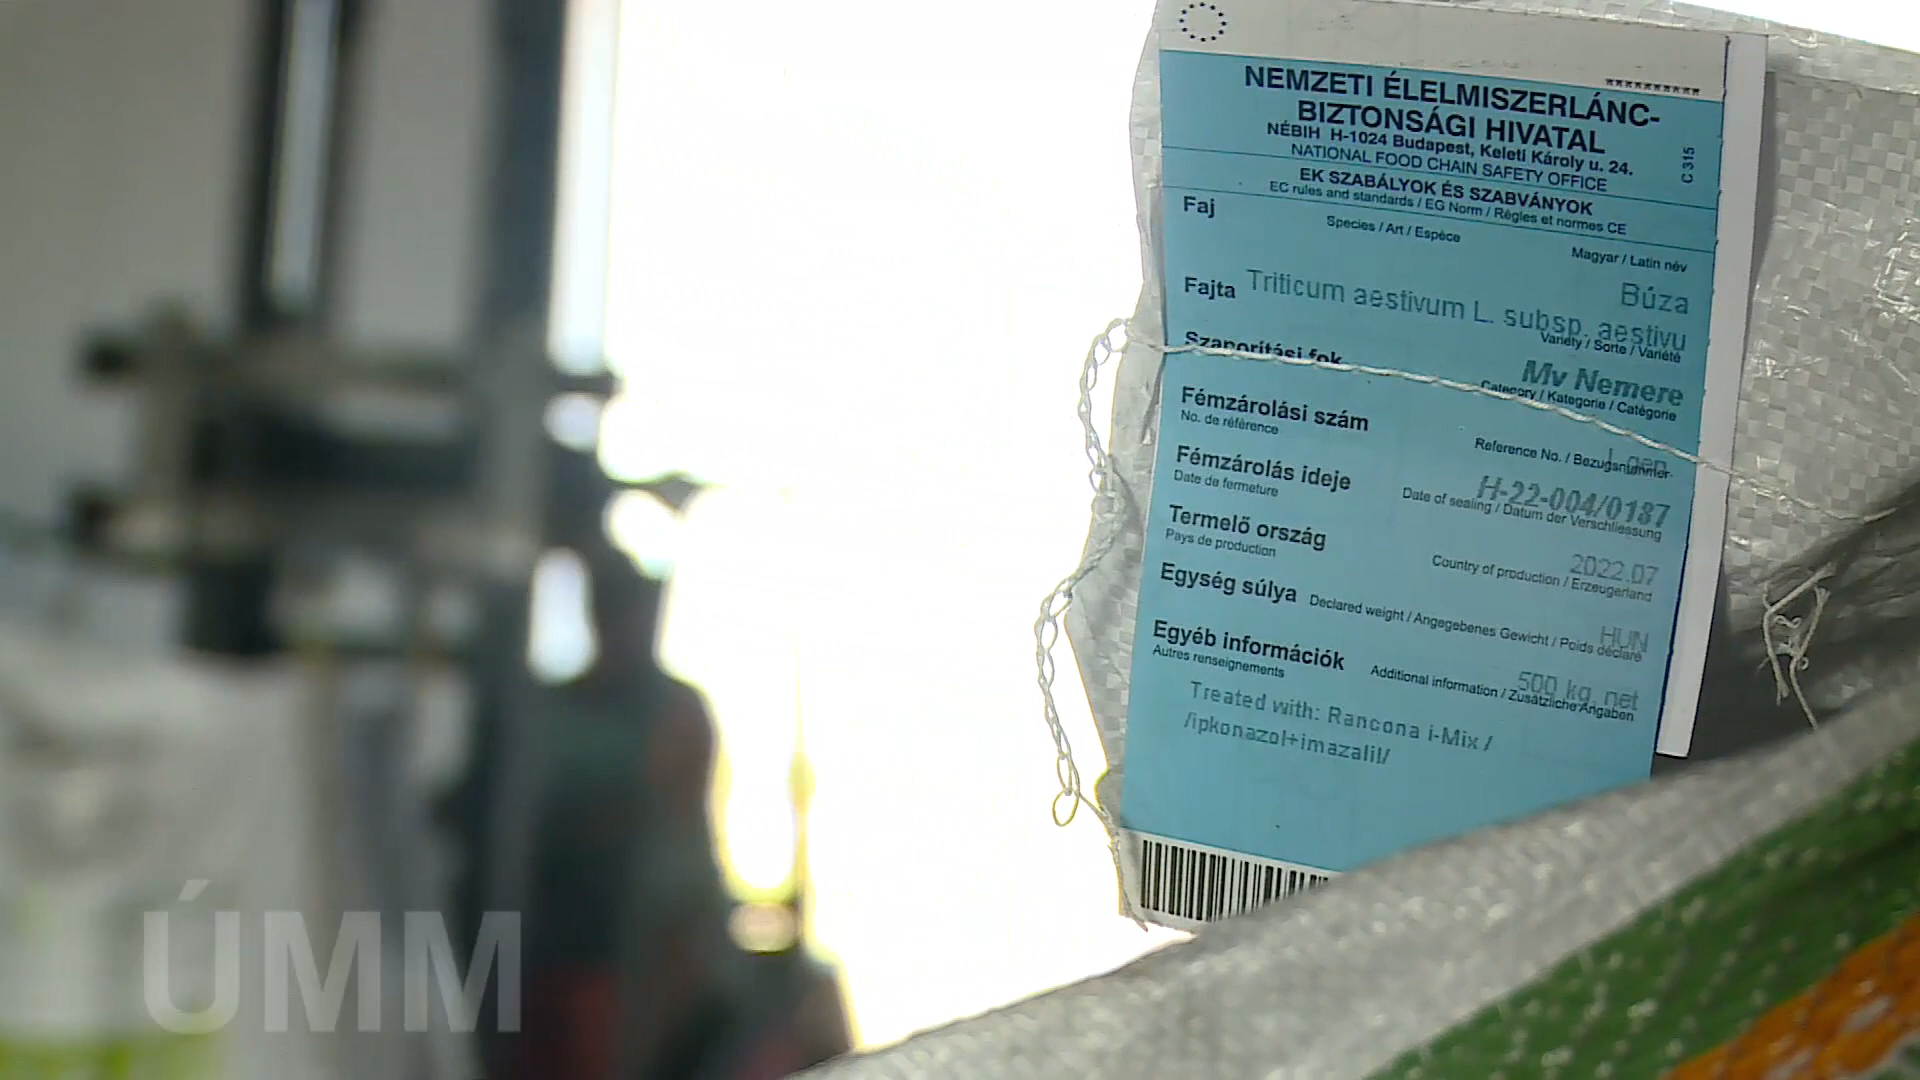 NEMZETI ÉLELMISZERLÁNC-
BIZTONSÁGI HIVATAL
NÉBIH H-1024 Budapest, Keleti Károly u. 24.
NATIONAL FOOD CHAIN SAFETY OFFICE
C 315
EK SZABÁLYOK ÉS SZABVÁNYOK
EC rules and standards / EG Norm / Règles et normes CE
Faj
Species / Art / Espèce
Magyar / Latin név
Búza
Fajta
Triticum aestivum L. subsp. aestivu
Variety / Sorte / Variété
Szaporítási fok
Mv Nemere
Category / Kategorie / Catégorie
Fémzárolási szám
No. de référence
I. gen.
Reference No. / Bezugsnummer
Fémzárolás ideje
Date de fermeture
H-22-004/0187
Date of sealing / Datum der Verschliessung
Termelő ország
Pays de production
2022.07
Country of production / Erzeugerland
Egység súlya
HUN
Declared weight / Angegebenes Gewicht / Poids déclaré
Egyéb információk
Autres renseignements
500 kg net
Additional information / Zusätzliche Angaben
Treated with: Rancona i-Mix /
/ipkonazol+imazalil/
ÚMM